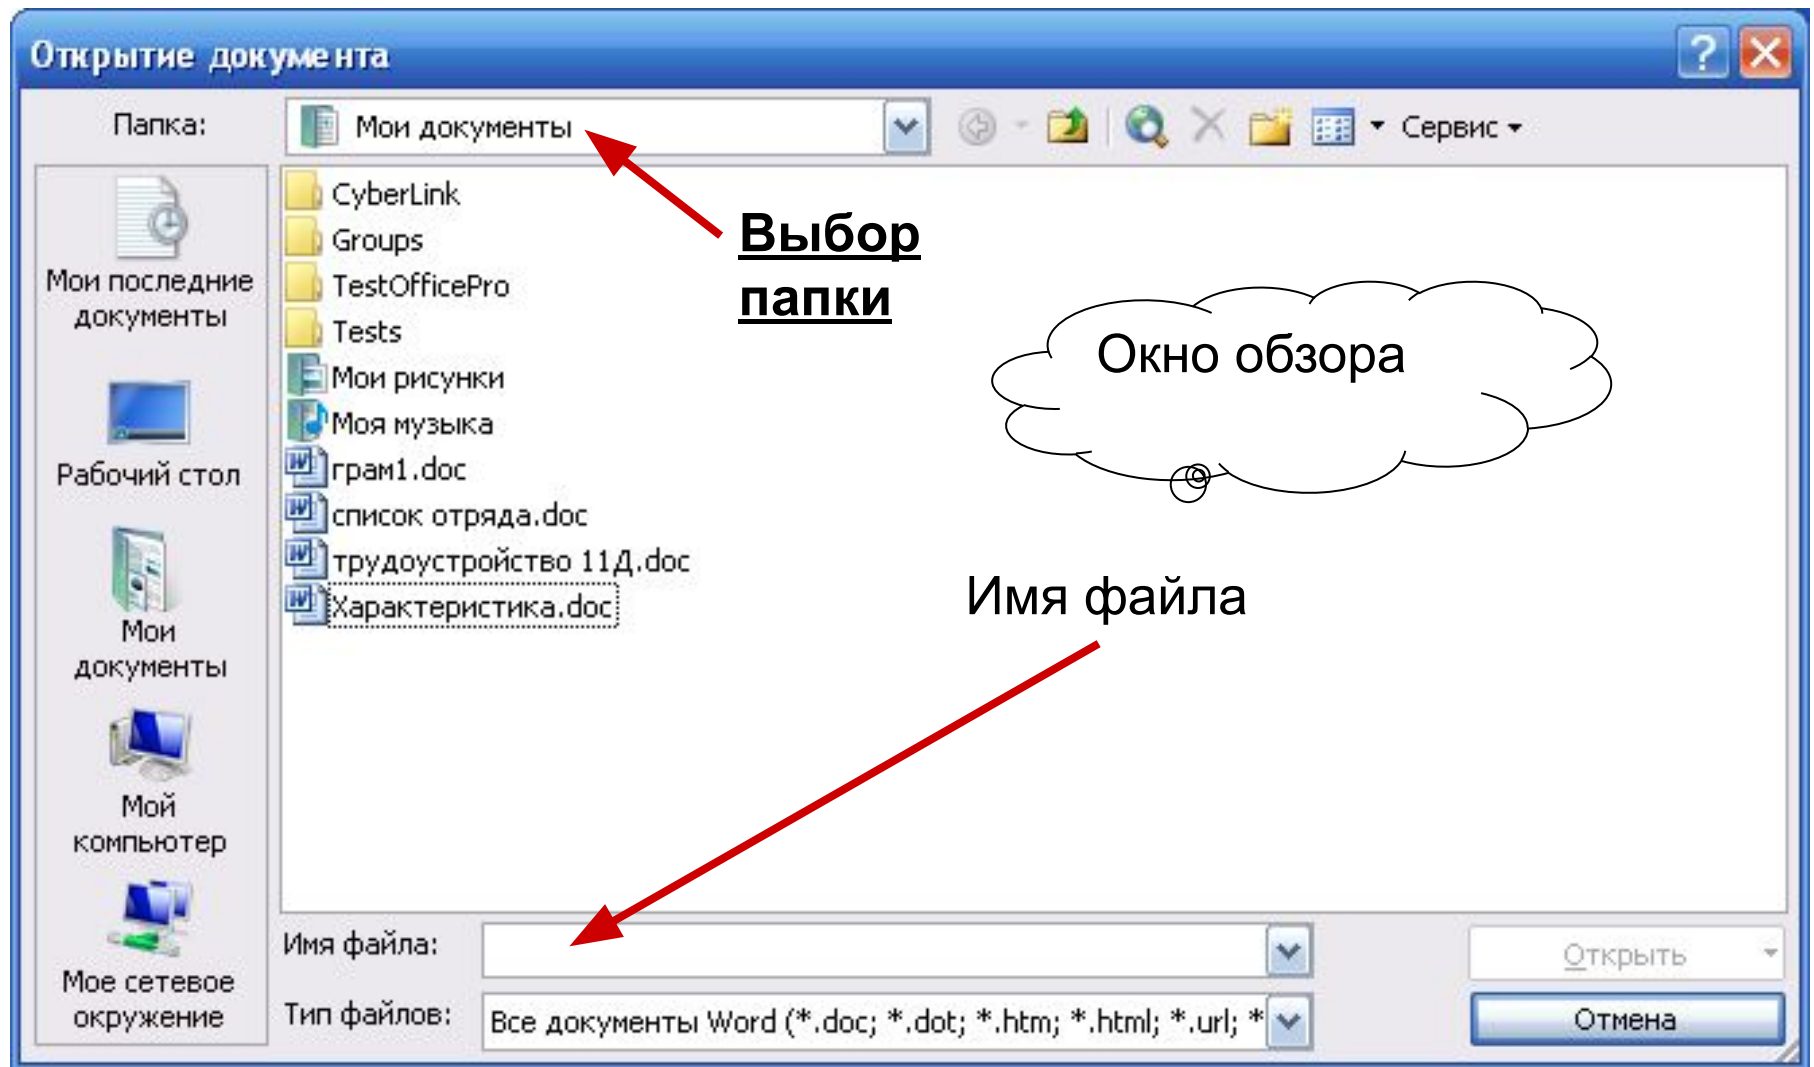 Открытие документа
Папка:
Мои документы
Сервис
Мои последние
документы
Рабочий стол
Мои
документы
Мой
компьютер
Мое сетевое
окружение
CyberLink
Groups
TestOfficePro
Tests
Мои рисунки
Моя музыка
грам1.doc
список отряда.doc
трудоустройство 11Д.doc
Характеристика.doc
Выбор
папки
Окно обзора
Имя файла
Имя файла:
Открыть
Тип файлов:
Все документы Word (*.doc; *.dot; *.htm; *.html; *.url; *
Отмена